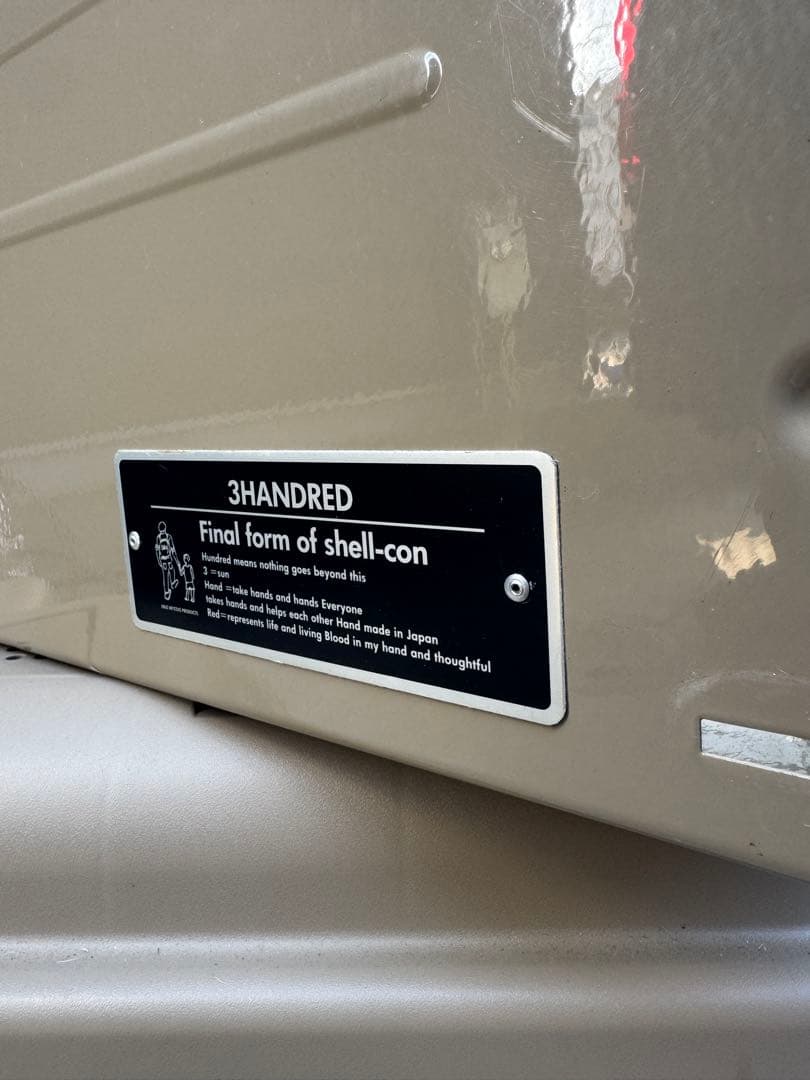 3HANDRED
Final form of shell-con
Hundred means nothing goes beyond this
3 =sun
Hand =take hands and hands Everyone
takes hands and helps each other Hand made in Japan
Red=represents life and living Blood in my hand and thoughtful